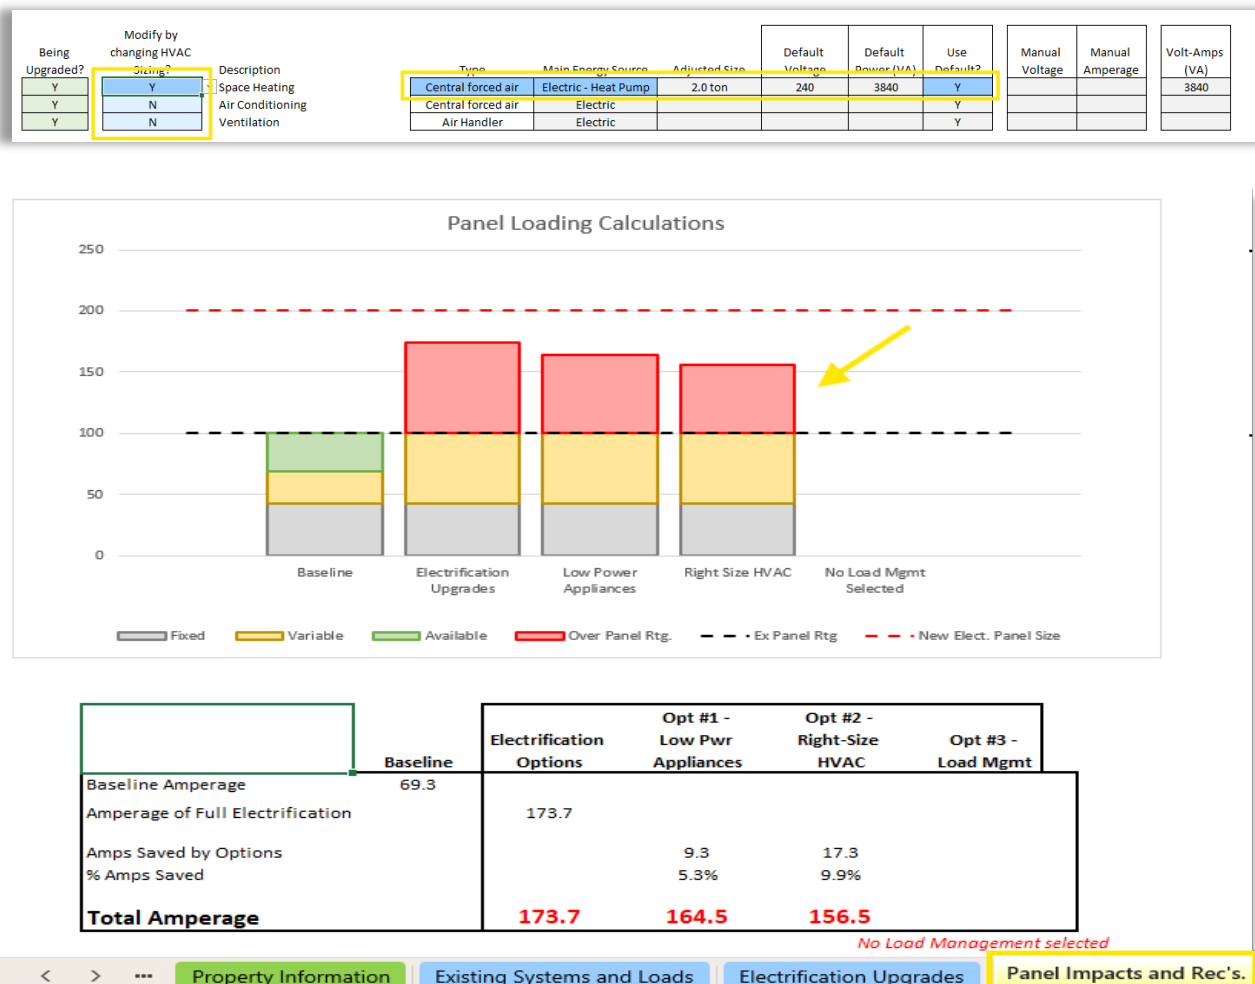 Being Upgraded?
Modify by changing HVAC Sizing?
Description
Type
Main Energy Source
Adjusted Size
Default Voltage
Default Power (VA)
Use Default?
Manual Voltage
Manual Amperage
Volt-Amps (VA)
Y Y Space Heating Central forced air Electric - Heat Pump 2.0 ton 240 3840 Y 3840
Y N Air Conditioning Central forced air Electric Y
Y N Ventilation Air Handler Electric Y
Panel Loading Calculations
250
200
150
100
50
0
Baseline
Electrification Upgrades
Low Power Appliances
Right Size HVAC
No Load Mgmt Selected
Fixed Variable Available Over Panel Rtg. Ex Panel Rtg New Elect. Panel Size
Baseline
Electrification Options
Opt #1 - Low Pwr Appliances
Opt #2 - Right-Size HVAC
Opt #3 - Load Mgmt
Baseline Amperage 69.3
Amperage of Full Electrification 173.7
Amps Saved by Options 9.3 17.3
% Amps Saved 5.3% 9.9%
Total Amperage 173.7 164.5 156.5
No Load Management selected
< > ... Property Information Existing Systems and Loads Electrification Upgrades Panel Impacts and Rec's.